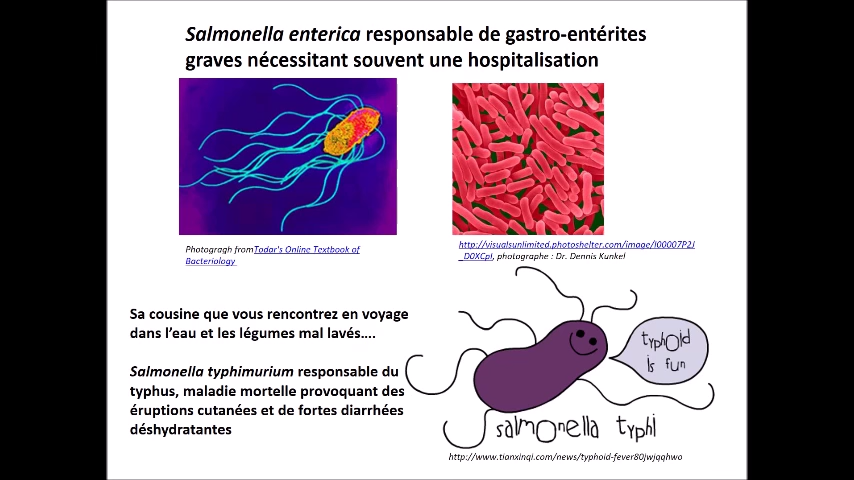 Salmonella enterica responsable de gastro-entérites
graves nécessitant souvent une hospitalisation
Photogragh fromTodar's Online Textbook of
Bacteriology
http://visualsunlimited.photoshelter.com/image/I00007P2J
_D0XCpI, photographe : Dr. Dennis Kunkel
Sa cousine que vous rencontrez en voyage
dans l'eau et les légumes mal lavés….
Salmonella typhimurium responsable du
typhus, maladie mortelle provoquant des
éruptions cutanées et de fortes diarrhées
déshydratantes
typhoid
is fun
salmonella typhi
http://www.tianxinqi.com/news/typhoid-fever80jwjqqhwo